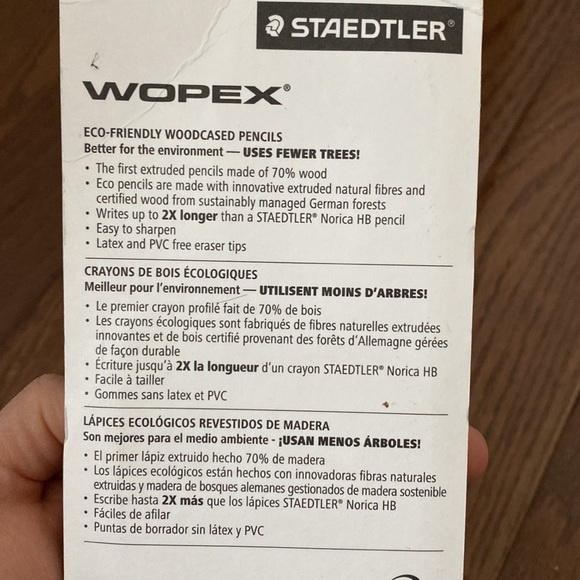 STAEDTLER®
WOPEX®
ECO-FRIENDLY WOODCASED PENCILS
Better for the environment — USES FEWER TREES!
• The first extruded pencils made of 70% wood
• Eco pencils are made with innovative extruded natural fibres and
certified wood from sustainably managed German forests
• Writes up to 2X longer than a STAEDTLER® Norica HB pencil
• Easy to sharpen
• Latex and PVC free eraser tips
CRAYONS DE BOIS ÉCOLOGIQUES
Meilleur pour l'environnement — UTILISENT MOINS D'ARBRES!
• Le premier crayon profilé fait de 70% de bois
• Les crayons écologiques sont fabriqués de fibres naturelles extrudées
innovantes et de bois certifié provenant des forêts d'Allemagne gérées
de façon durable
• Écriture jusqu'à 2X la longueur d'un crayon STAEDTLER® Norica HB
• Facile à tailler
• Gommes sans latex et PVC
LÁPICES ECOLÓGICOS REVESTIDOS DE MADERA
Son mejores para el medio ambiente - ¡USAN MENOS ÁRBOLES!
• El primer lápiz extruido hecho 70% de madera
• Los lápices ecológicos están hechos con innovadoras fibras naturales
extruidas y madera de bosques alemanes gestionados de madera sostenible
• Escribe hasta 2X más que los lápices STAEDTLER® Norica HB
• Fáciles de afilar
• Puntas de borrador sin látex y PVC